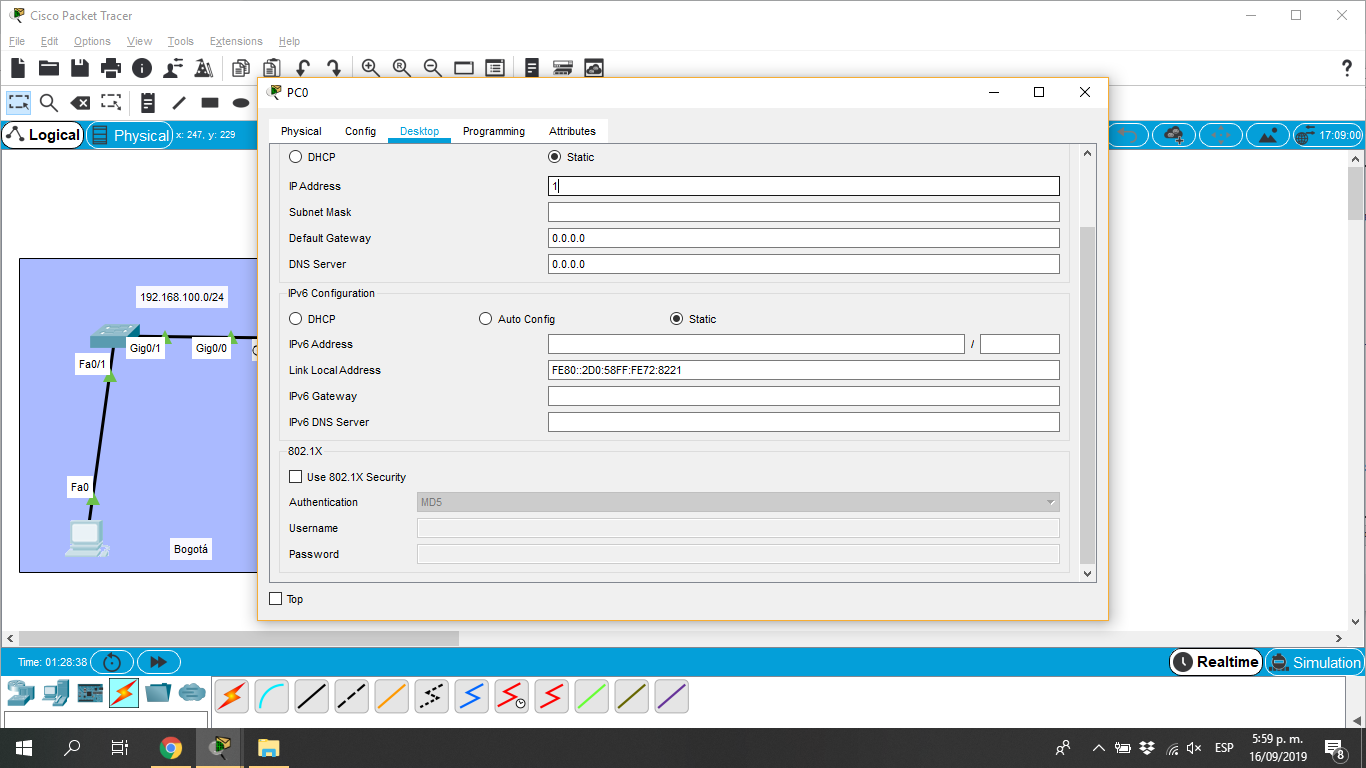 Cisco Packet Tracer
File Edit Options View Tools Extensions Help
?
PC0
Logical Physical x: 247, y: 229
17:09:00
Physical Config Desktop Programming Attributes
DHCP Static
IP Address 1
Subnet Mask
Default Gateway 0.0.0.0
DNS Server 0.0.0.0
IPv6 Configuration
DHCP Auto Config Static
IPv6 Address /
Link Local Address FE80::2D0:58FF:FE72:8221
IPv6 Gateway
IPv6 DNS Server
802.1X
Use 802.1X Security
Authentication MD5
Username
Password
Top
192.168.100.0/24
Gig0/1 Gig0/0
Fa0/1
Fa0
Bogotá
Time: 01:28:38
Realtime Simulation
ESP
5:59 p. m.
16/09/2019
8